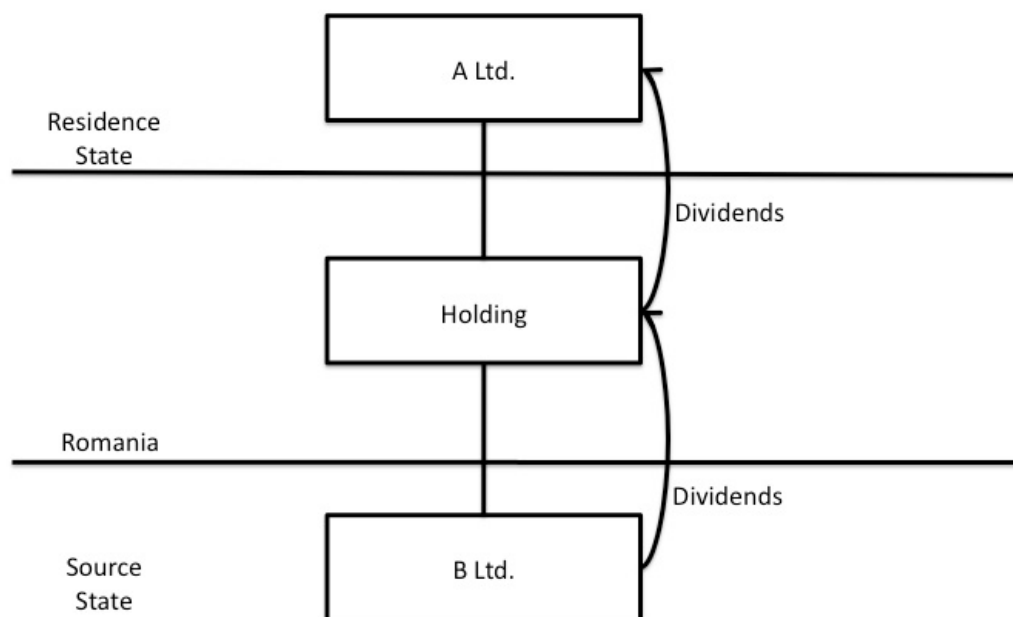 A Ltd.
Residence
State
Dividends
Holding
Romania
Dividends
Source
State
B Ltd.